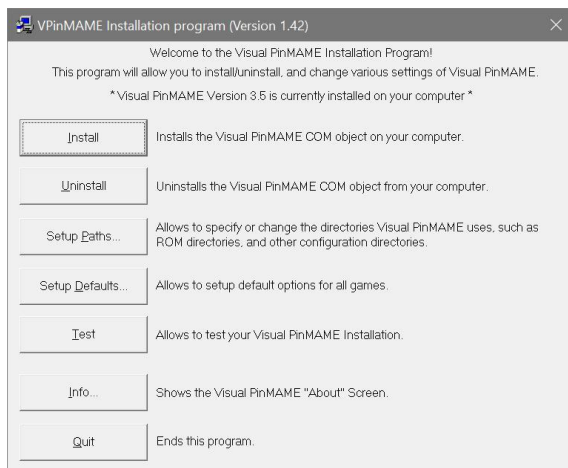 VPinMAME Installation program (Version 1.42)
Welcome to the Visual PinMAME Installation Program!
This program will allow you to install/uninstall, and change various settings of Visual PinMAME.
* Visual PinMAME Version 3.5 is currently installed on your computer *
Install
Installs the Visual PinMAME COM object on your computer.
Uninstall
Uninstalls the Visual PinMAME COM object from your computer.
Setup Paths...
Allows to specify or change the directories Visual PinMAME uses, such as
ROM directories, and other configuration directories.
Setup Defaults...
Allows to setup default options for all games.
Test
Allows to test your Visual PinMAME Installation.
Info...
Shows the Visual PinMAME "About" Screen.
Quit
Ends this program.